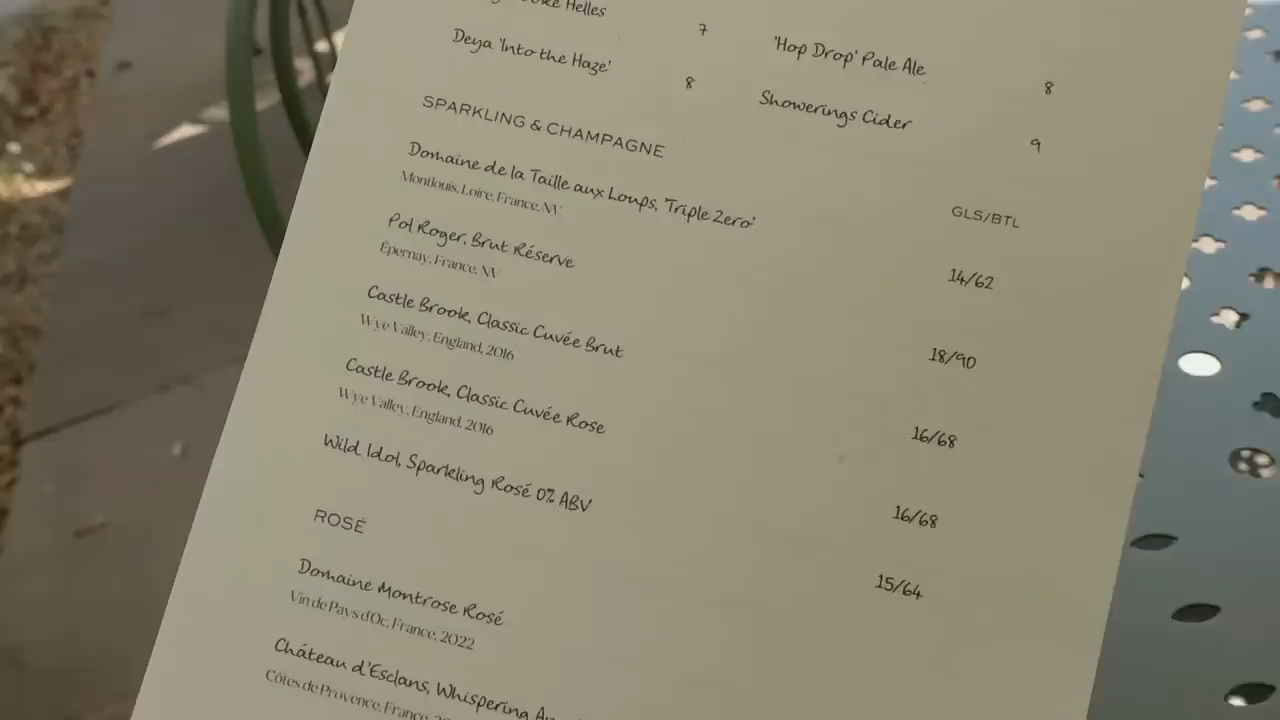 Helles 7
'Hop Drop' Pale Ale 8
Deya 'Into the Haze' 8
Showerings Cider 9
SPARKLING & CHAMPAGNE
GLS/BTL
Domaine de la Taille aux Loups, 'Triple Zero' 14/62
Montlouis, Loire, France, NV
Pol Roger, Brut Réserve 18/90
Épernay, France, NV
Castle Brook, Classic Cuvée Brut 16/68
Wye Valley, England, 2016
Castle Brook, Classic Cuvée Rose 16/68
Wye Valley, England, 2016
Wild Idol, Sparkling Rosé 0% ABV 15/64
ROSÉ
Domaine Montrose Rosé
Vin de Pays d'Oc, France, 2022
Château d'Esclans, Whispering
Côtes de Provence, France,